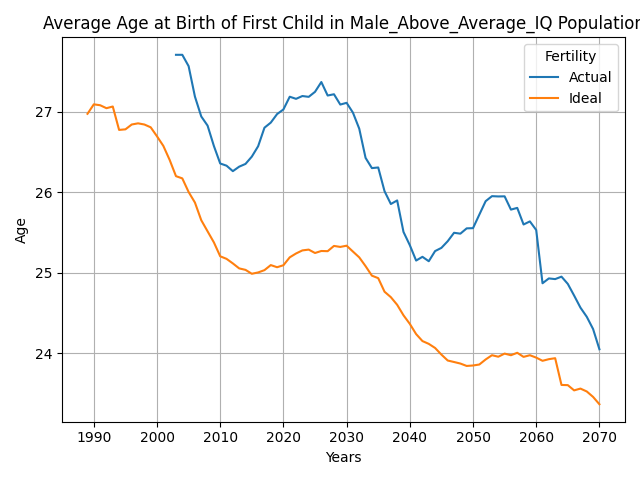 Average Age at Birth of First Child in Male_Above_Average_IQ Population
Fertility
Actual
Ideal
27
26
25
24
Age
1990 2000 2010 2020 2030 2040 2050 2060 2070
Years